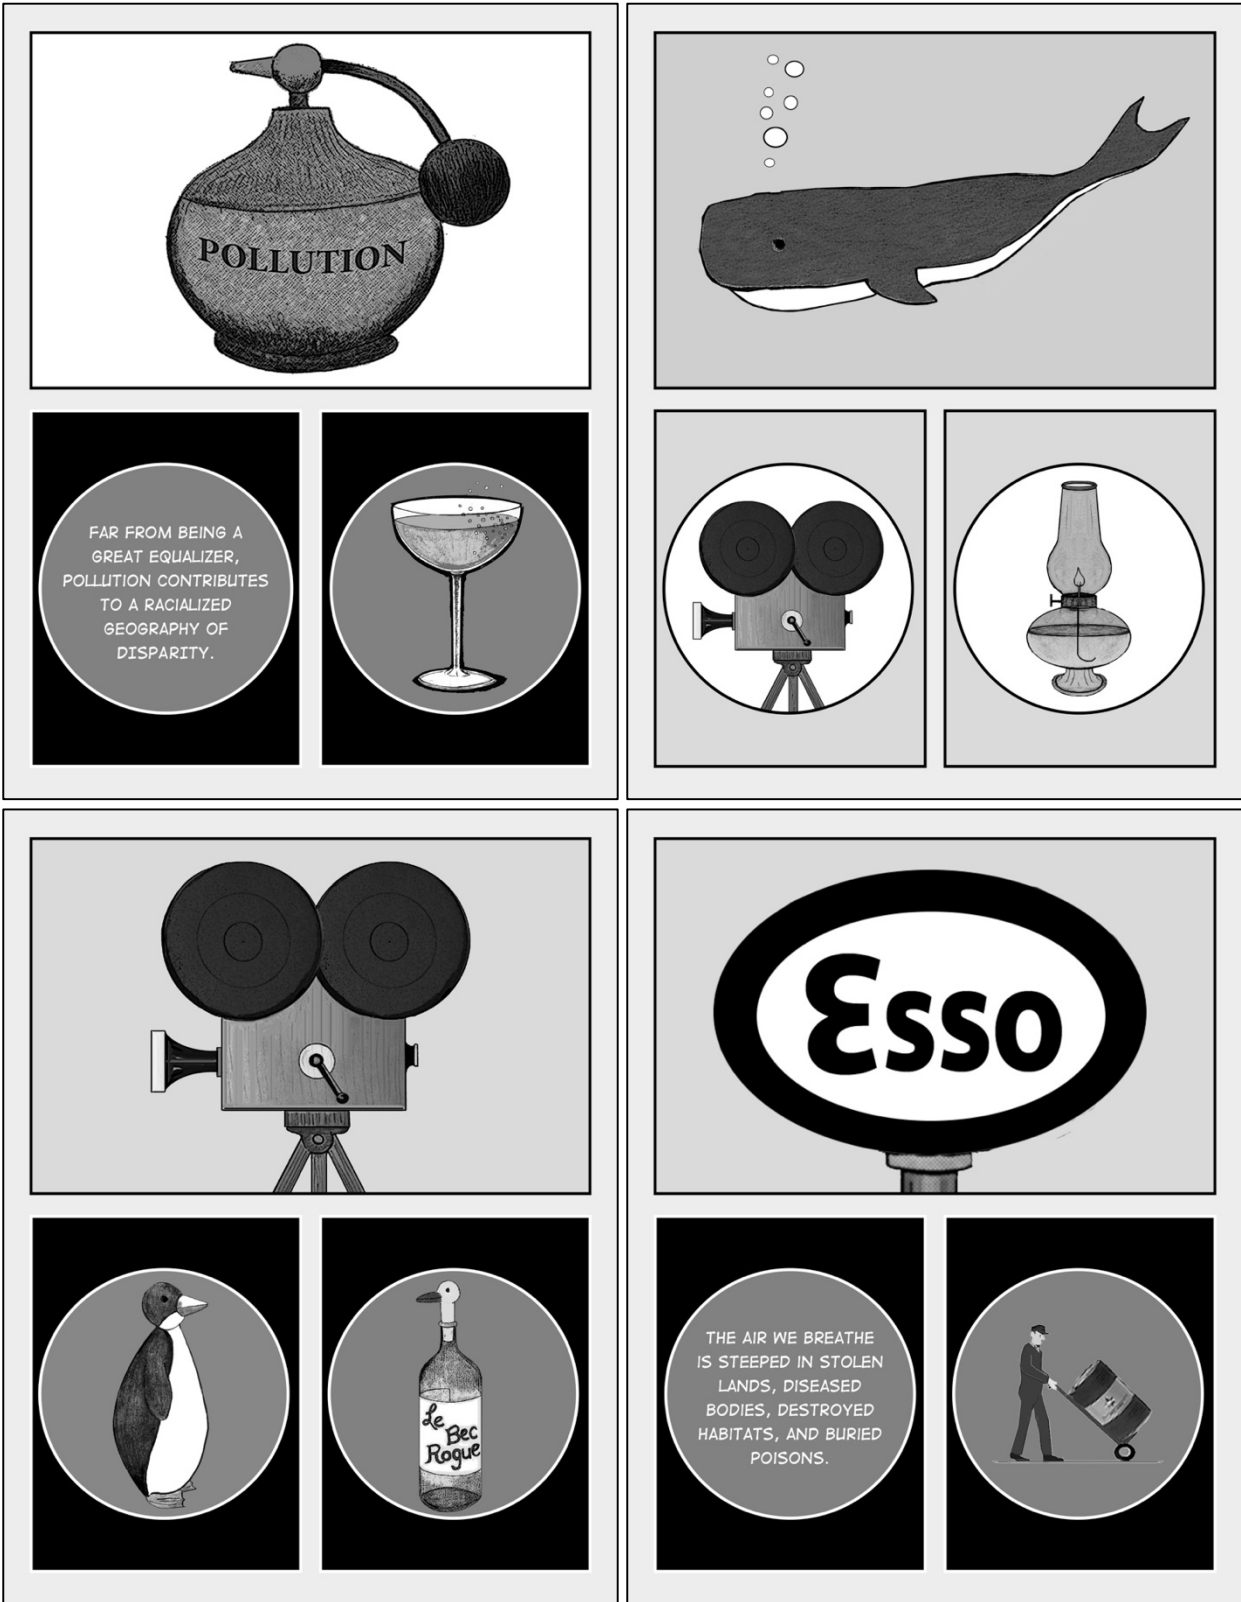 POLLUTION
FAR FROM BEING A
GREAT EQUALIZER,
POLLUTION CONTRIBUTES
TO A RACIALIZED
GEOGRAPHY OF
DISPARITY.
Le
Bec
Rogue
Esso
THE AIR WE BREATHE
IS STEEPED IN STOLEN
LANDS, DISEASED
BODIES, DESTROYED
HABITATS, AND BURIED
POISONS.